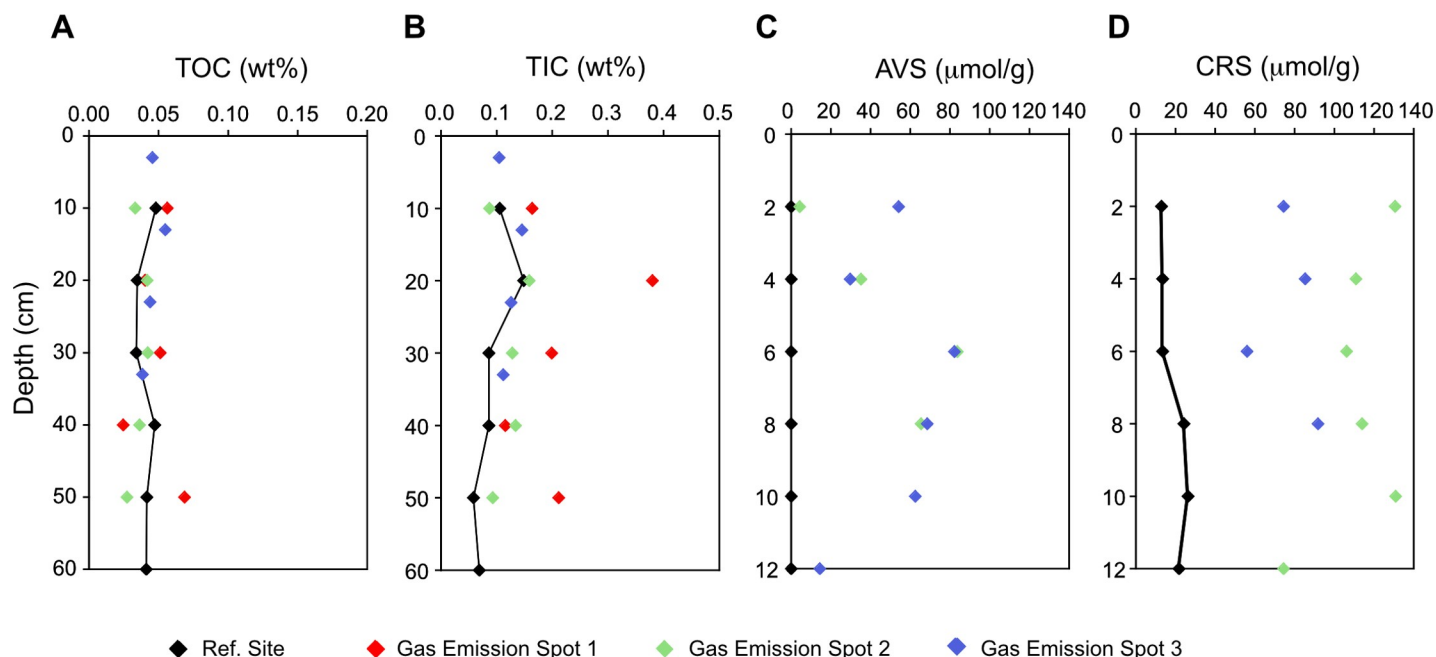 A
TOC (wt%)
0.00 0.05 0.10 0.15 0.20
0
10
20
30
40
50
60
Depth (cm)
B
TIC (wt%)
0.0 0.1 0.2 0.3 0.4 0.5
0
10
20
30
40
50
60
C
AVS (μmol/g)
0 20 40 60 80 100 120 140
0
2
4
6
8
10
12
D
CRS (μmol/g)
0 20 40 60 80 100 120 140
0
2
4
6
8
10
12
Ref. Site Gas Emission Spot 1 Gas Emission Spot 2 Gas Emission Spot 3